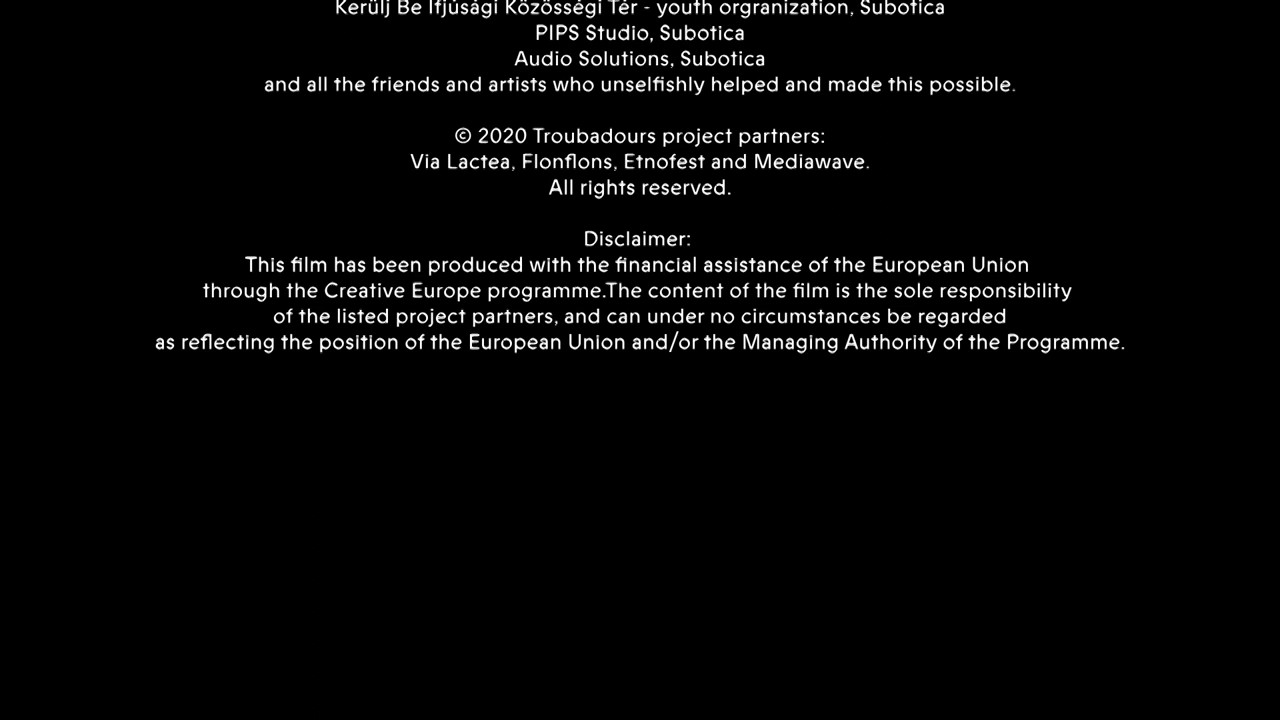 Kerülj Be Ifjúsági Közösségi Tér - youth orgranization, Subotica
PIPS Studio, Subotica
Audio Solutions, Subotica
and all the friends and artists who unselfishly helped and made this possible.
© 2020 Troubadours project partners:
Via Lactea, Flonflons, Etnofest and Mediawave.
All rights reserved.
Disclaimer:
This film has been produced with the financial assistance of the European Union
through the Creative Europe programme.The content of the film is the sole responsibility
of the listed project partners, and can under no circumstances be regarded
as reflecting the position of the European Union and/or the Managing Authority of the Programme.